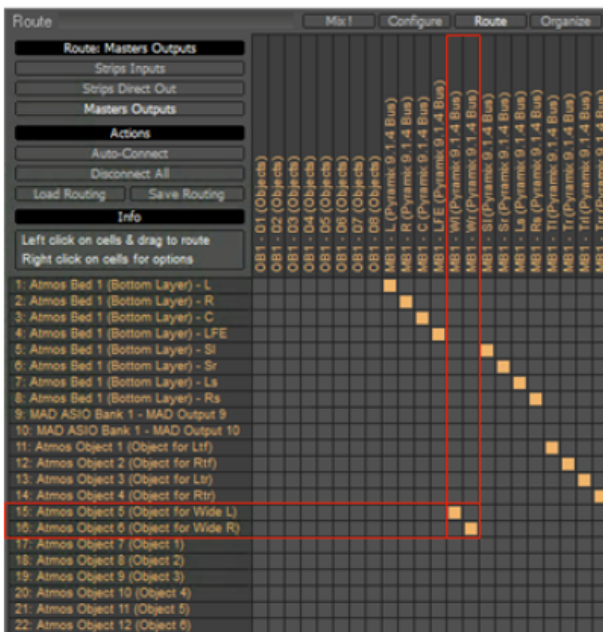 Route
Mix!
Configure
Route
Organize
Route: Masters Outputs
Strips Inputs
Strips Direct Out
Masters Outputs
Actions
Auto-Connect
Disconnect All
Load Routing
Save Routing
Info
Left click on cells & drag to route
Right click on cells for options
OB1 - 01 (Objects)
OB1 - 02 (Objects)
OB1 - 03 (Objects)
OB1 - 04 (Objects)
OB1 - 05 (Objects)
OB1 - 06 (Objects)
OB1 - 07 (Objects)
OB1 - 08 (Objects)
MB1 - L (Pyramix 9.1.4 Bus)
MB1 - R (Pyramix 9.1.4 Bus)
MB1 - C (Pyramix 9.1.4 Bus)
MB1 - LFE (Pyramix 9.1.4 Bus)
MB1 - Wl (Pyramix 9.1.4 Bus)
MB1 - Wr (Pyramix 9.1.4 Bus)
MB1 - Sl (Pyramix 9.1.4 Bus)
MB1 - Sr (Pyramix 9.1.4 Bus)
MB1 - Ls (Pyramix 9.1.4 Bus)
MB1 - Rs (Pyramix 9.1.4 Bus)
MB1 - Tl (Pyramix 9.1.4 Bus)
MB1 - Tr (Pyramix 9.1.4 Bus)
MB1 - (Pyramix 9.1.4 Bus)
MB1 - (Pyramix 9.1.4 Bus)
1: Atmos Bed 1 (Bottom Layer) - L
2: Atmos Bed 1 (Bottom Layer) - R
3: Atmos Bed 1 (Bottom Layer) - C
4: Atmos Bed 1 (Bottom Layer) - LFE
5: Atmos Bed 1 (Bottom Layer) - Sl
6: Atmos Bed 1 (Bottom Layer) - Sr
7: Atmos Bed 1 (Bottom Layer) - Ls
8: Atmos Bed 1 (Bottom Layer) - Rs
9: MAD ASIO Bank 1 - MAD Output 9
10: MAD ASIO Bank 1 - MAD Output 10
11: Atmos Object 1 (Object for Ltf)
12: Atmos Object 2 (Object for Rtf)
13: Atmos Object 3 (Object for Ltr)
14: Atmos Object 4 (Object for Rtr)
15: Atmos Object 5 (Object for Wide L)
16: Atmos Object 6 (Object for Wide R)
17: Atmos Object 7 (Object 1)
18: Atmos Object 8 (Object 2)
19: Atmos Object 9 (Object 3)
20: Atmos Object 10 (Object 4)
21: Atmos Object 11 (Object 5)
22: Atmos Object 12 (Object 6)